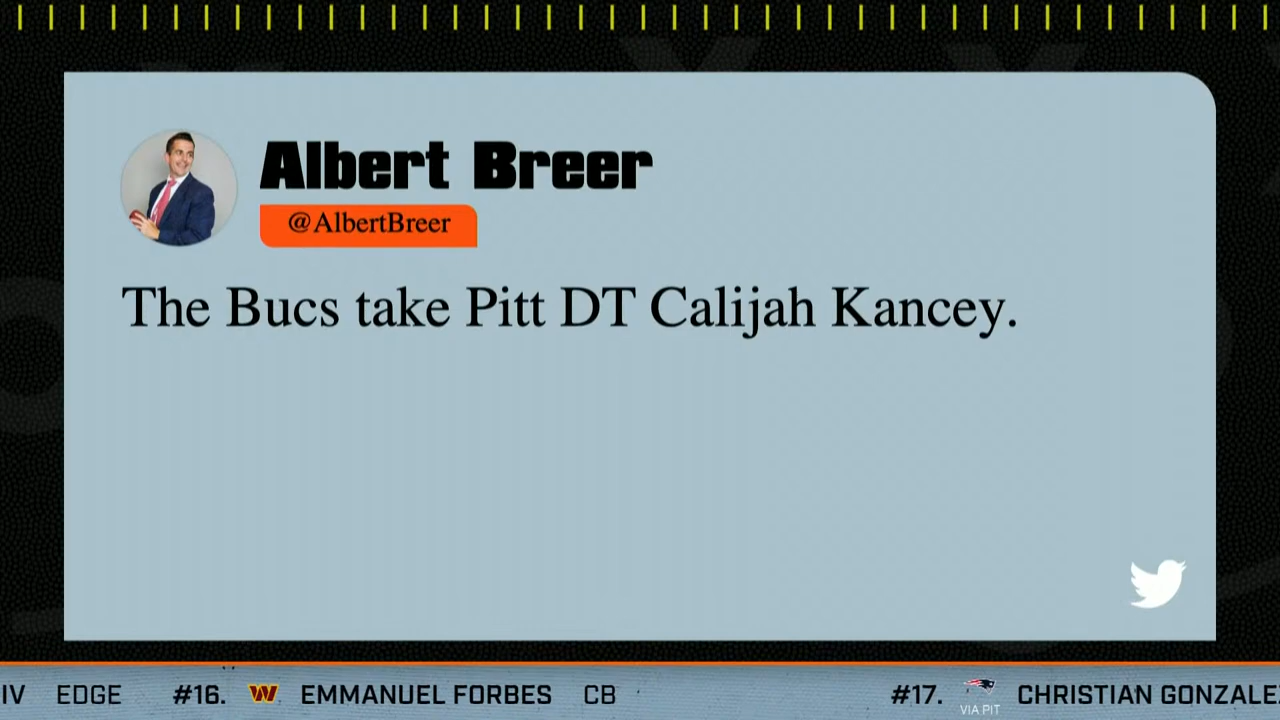 Albert Breer
@AlbertBreer
The Bucs take Pitt DT Calijah Kancey.
IV EDGE #16. W EMMANUEL FORBES CB #17. CHRISTIAN GONZALE
VIA PIT